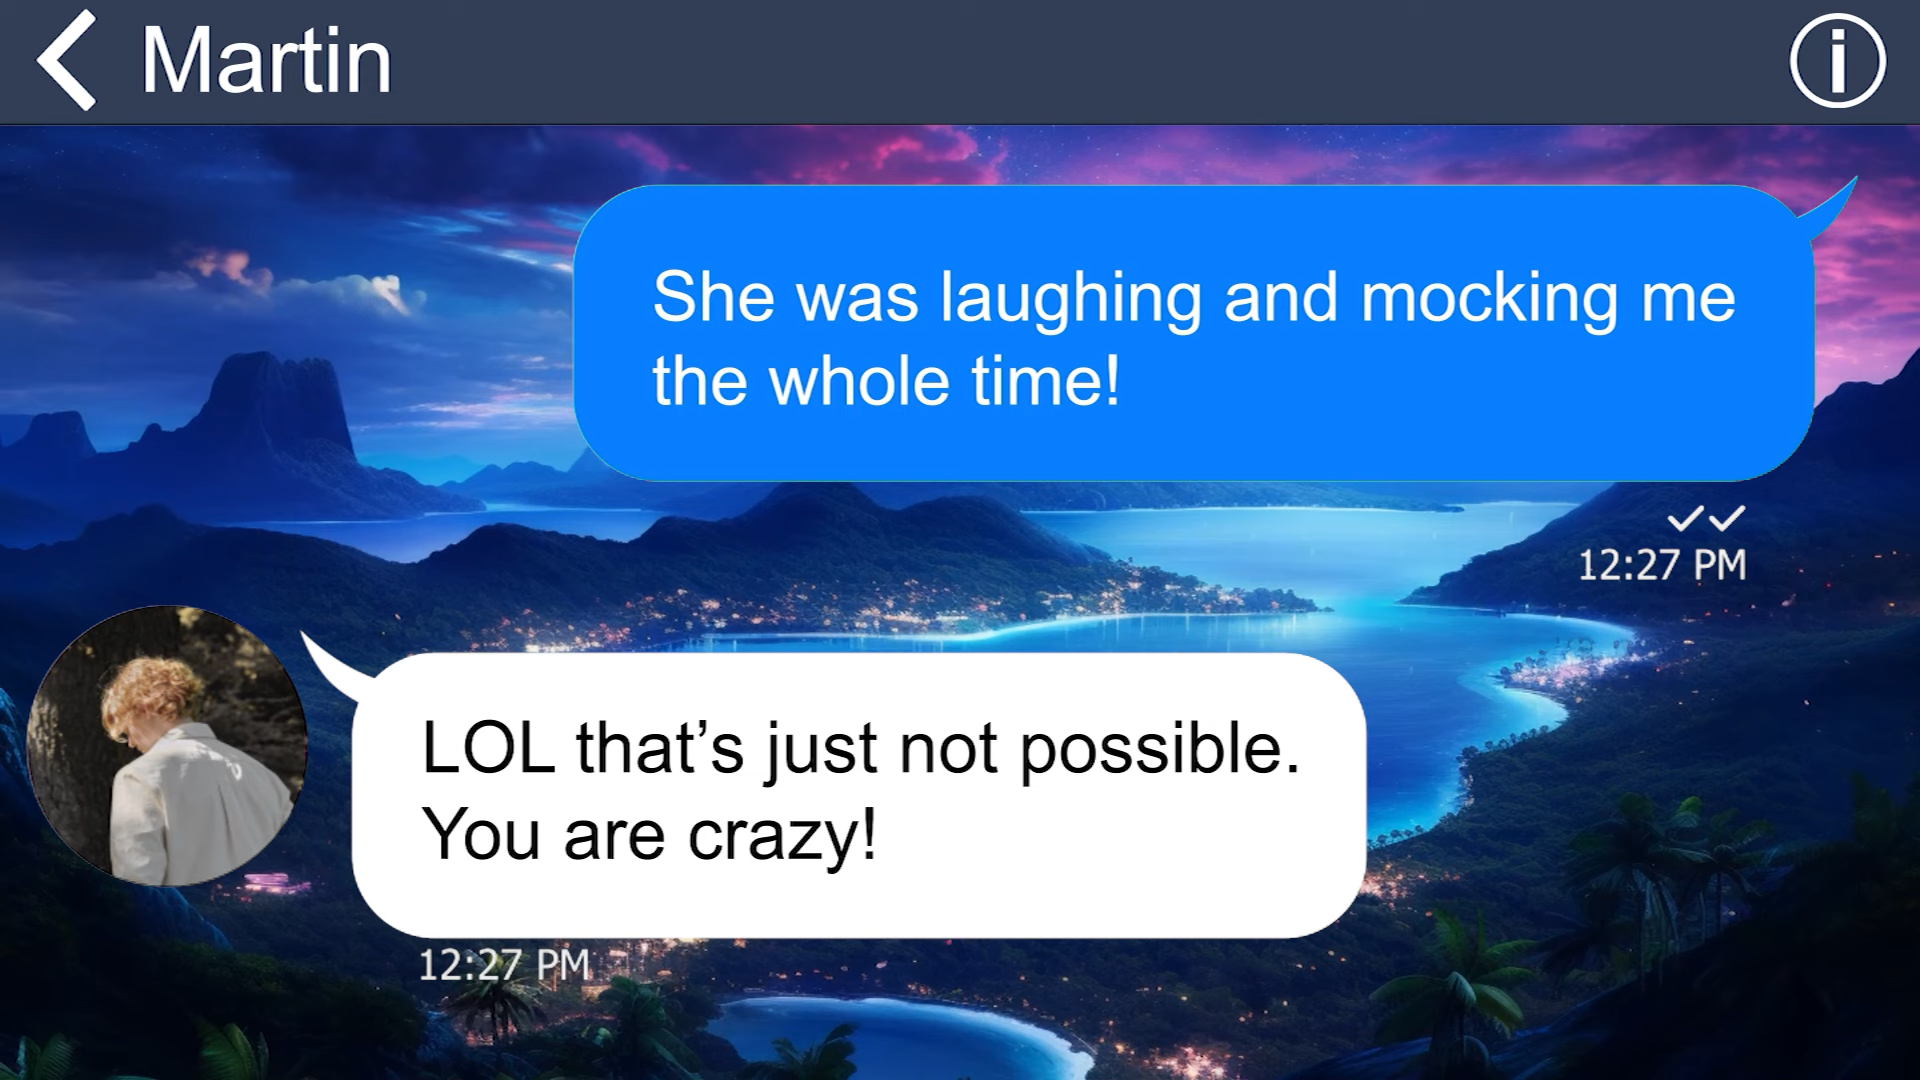 Martin
She was laughing and mocking me
the whole time!
12:27 PM
LOL that’s just not possible.
You are crazy!
12:27 PM